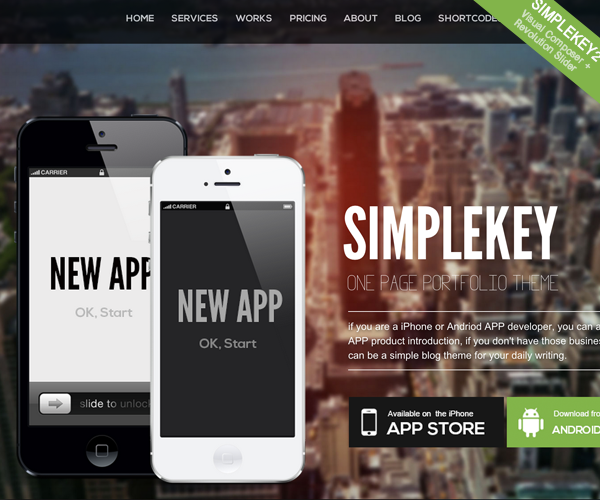 HOME SERVICES WORKS PRICING ABOUT BLOG SHORTCODES
SIMPLEKEY2
Visual Composer +
Revolution Slider
CARRIER
NEW APP
OK, Start
slide to unlock
CARRIER
NEW APP
OK, Start
SIMPLEKEY
ONE PAGE PORTFOLIO THEME
if you are a iPhone or Andriod APP developer, you can a
APP product introduction, if you don't have those busines
can be a simple blog theme for your daily writing.
Available on the iPhone
APP STORE
Download from
ANDROID